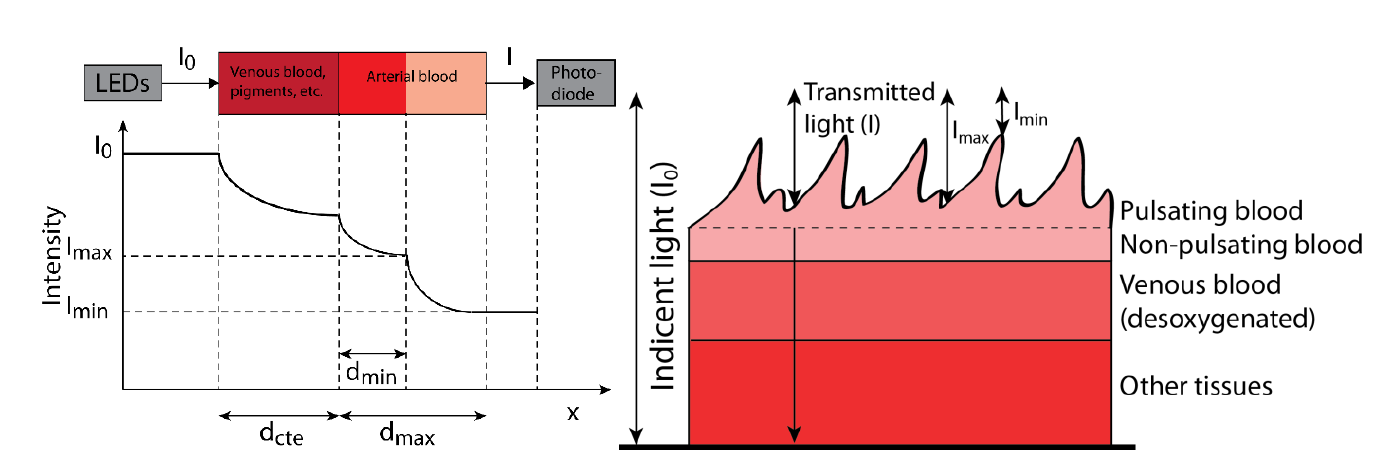 LEDs
I0
Venous blood,
pigments, etc.
Arterial blood
I
Photo-
diode
I0
Imax
Imin
Intensity
dmin
dcte
dmax
x
Indicent light (I0)
Transmitted
light (I)
Imax
Imin
Pulsating blood
Non-pulsating blood
Venous blood
(desoxygenated)
Other tissues